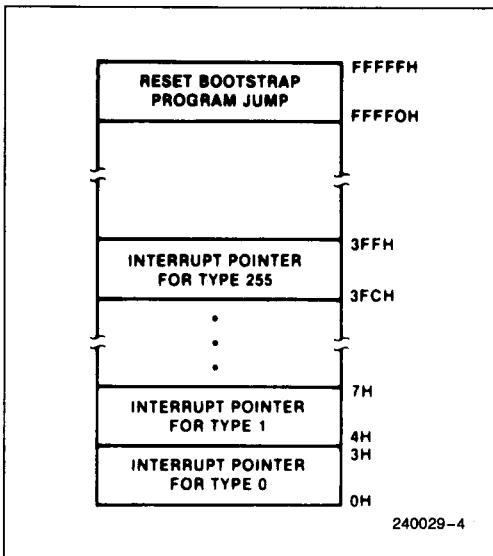 RESET BOOTSTRAP
PROGRAM JUMP
FFFFFH
FFFF0H
INTERRUPT POINTER
FOR TYPE 255
3FFH
3FCH
INTERRUPT POINTER
FOR TYPE 1
7H
4H
INTERRUPT POINTER
FOR TYPE 0
3H
0H
240029-4